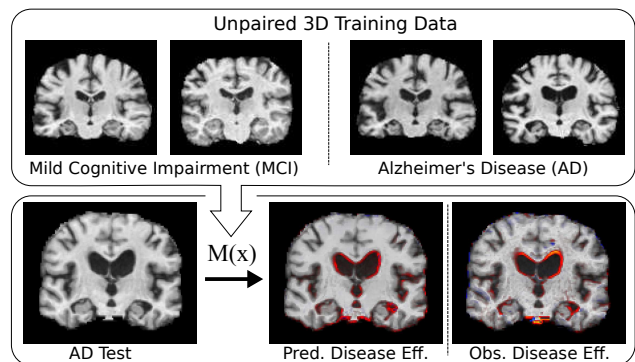 Unpaired 3D Training Data
Mild Cognitive Impairment (MCI)
Alzheimer's Disease (AD)
M(x)
AD Test
Pred. Disease Eff.
Obs. Disease Eff.